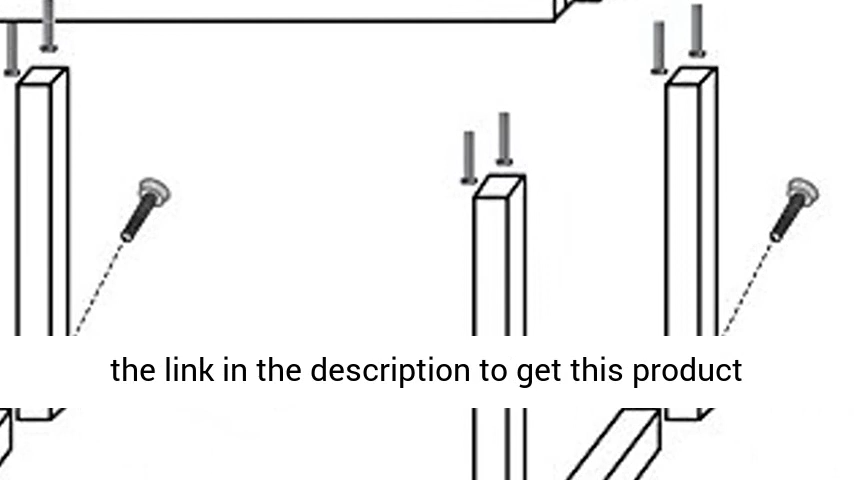 the link in the description to get this product